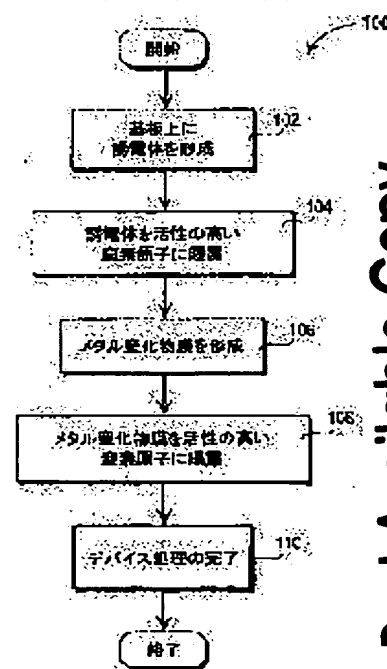 100
開始
102
基板上に
誘電体を形成
104
誘電体を活性の高い
窒素原子に曝露
106
メタル窒化物膜を形成
108
メタル窒化物膜を活性の高い
窒素原子に曝露
110
デバイス処理の完了
終了
Copy